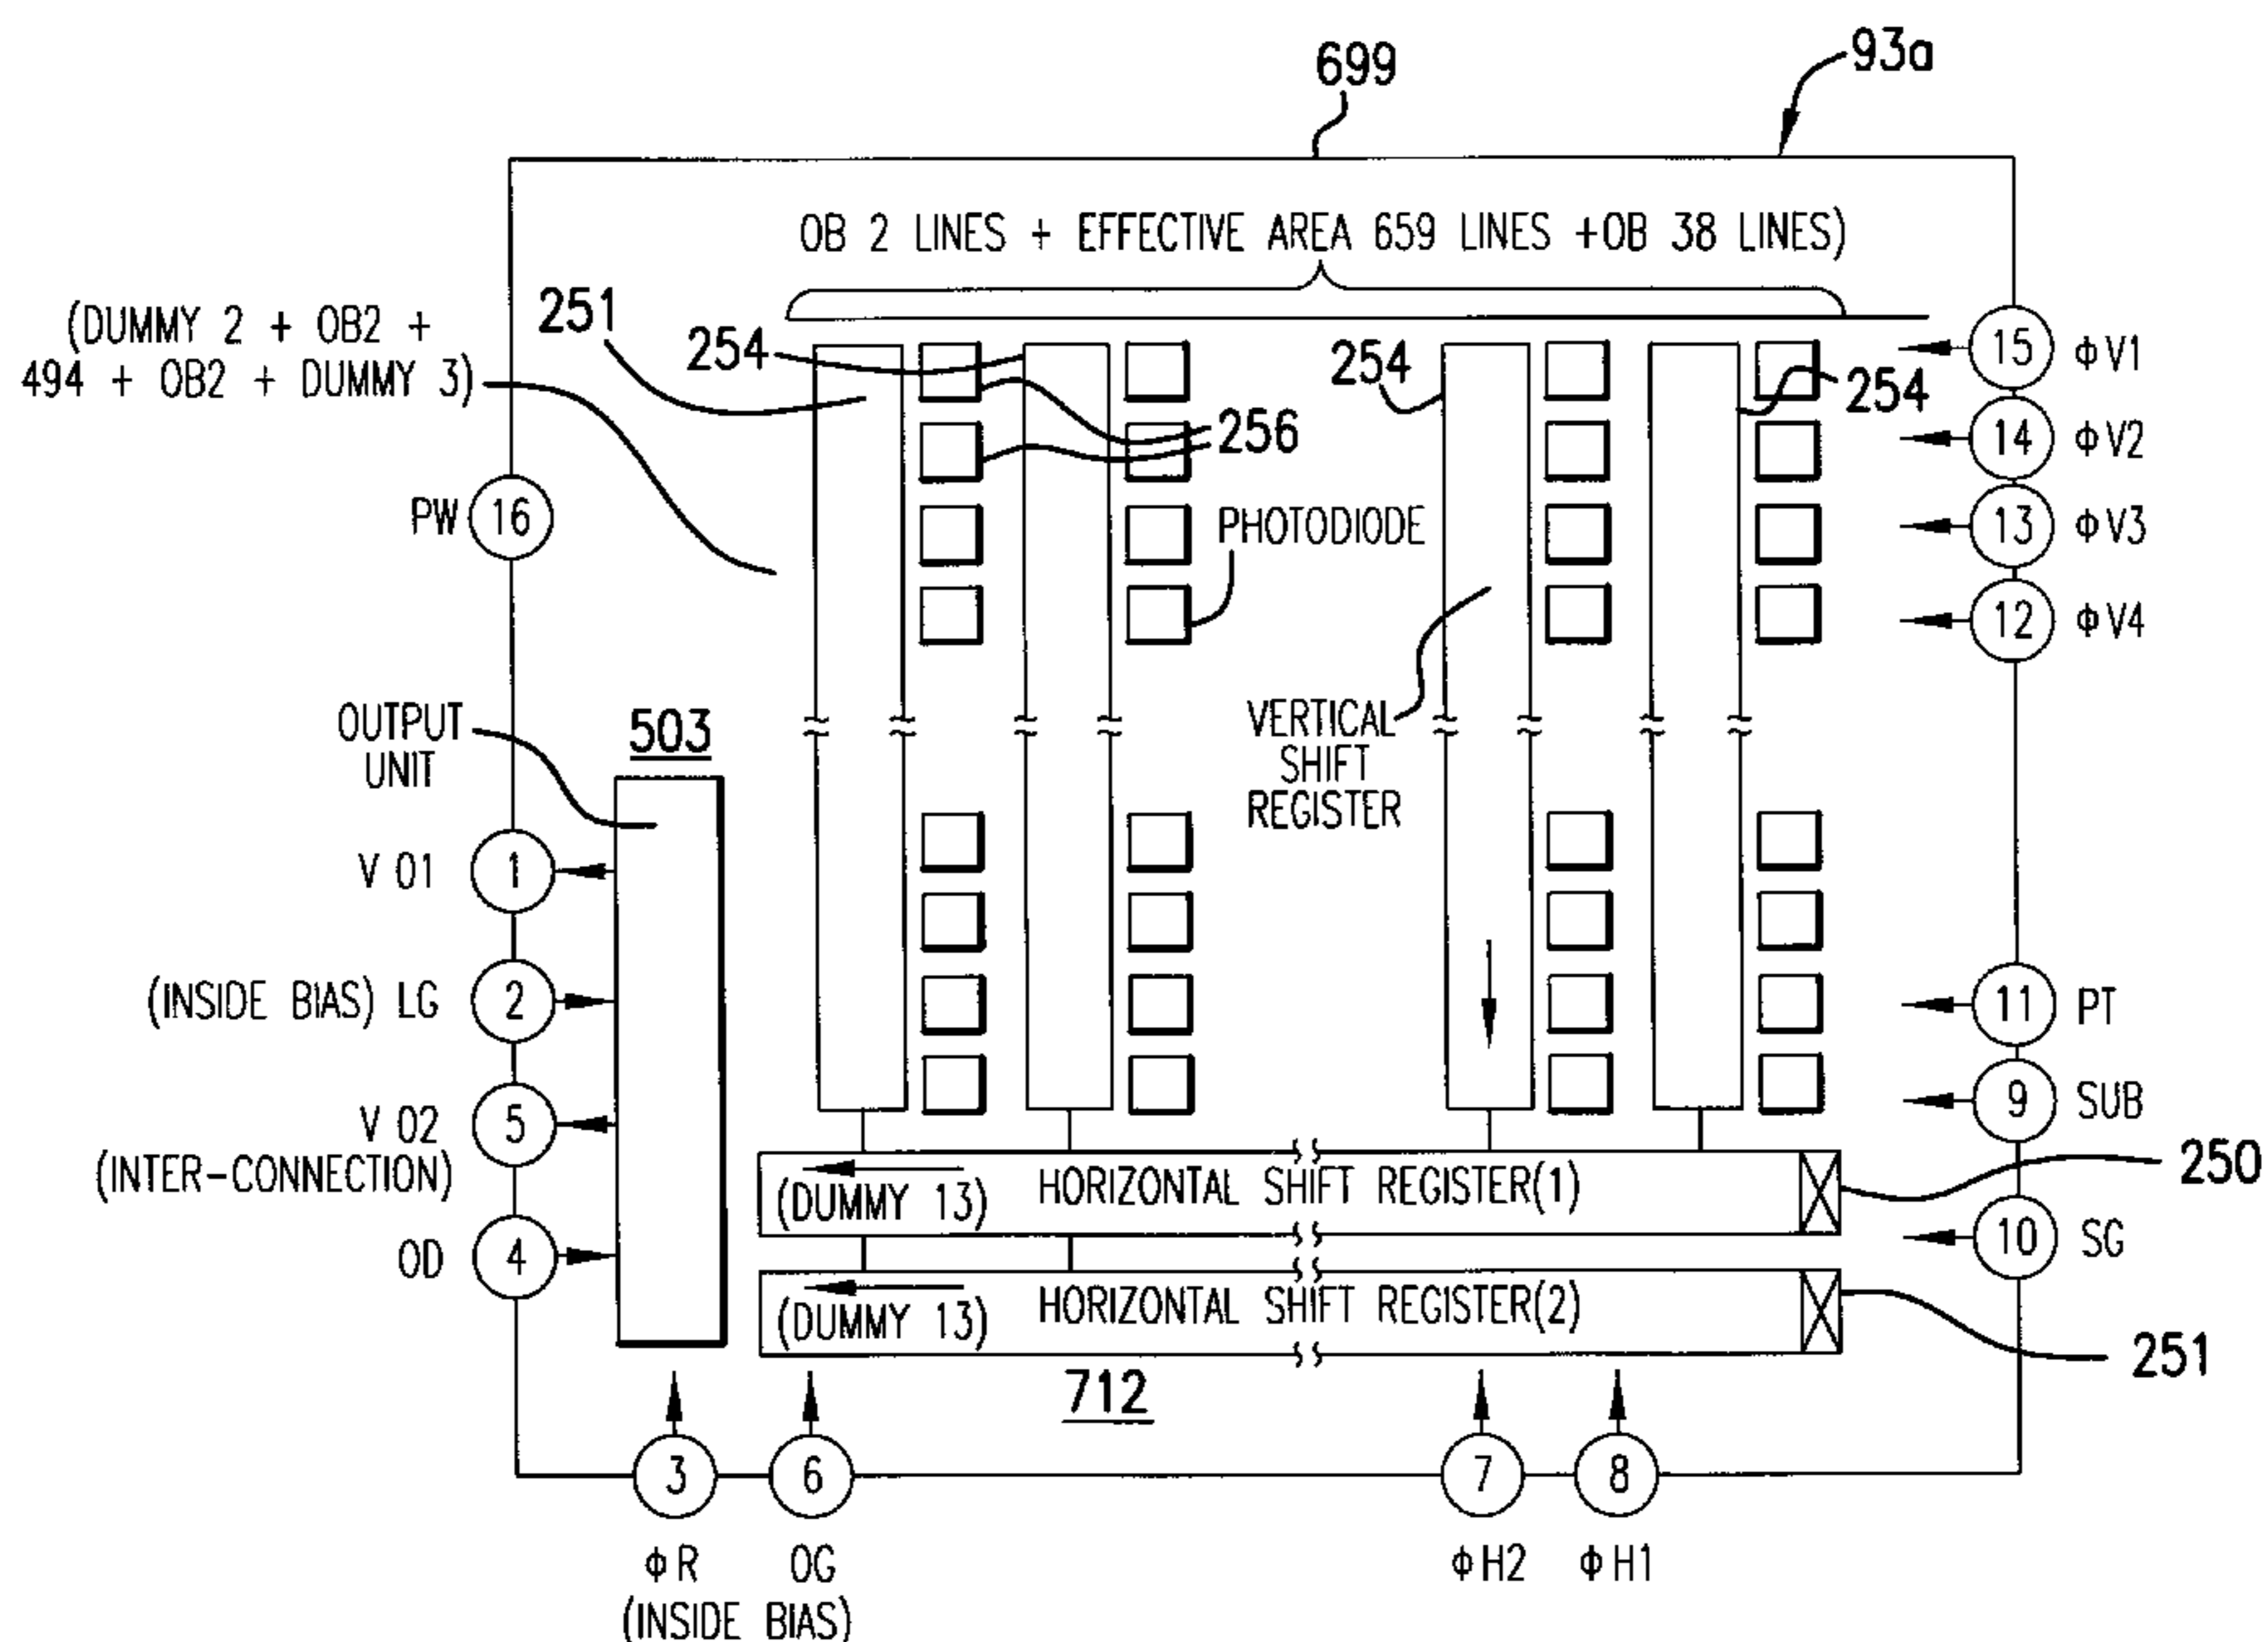 699
93a
OB 2 LINES + EFFECTIVE AREA 659 LINES +OB 38 LINES)
(DUMMY 2 + OB2 +
494 + OB2 + DUMMY 3)
251
254
254
254
256
PHOTODIODE
15 ΦV1
14 ΦV2
13 ΦV3
12 ΦV4
PW 16
OUTPUT
UNIT
503
VERTICAL
SHIFT
REGISTER
V 01 1
(INSIDE BIAS) LG 2
V 02 5
(INTER-CONNECTION)
OD 4
11 PT
9 SUB
10 SG
250
(DUMMY 13) HORIZONTAL SHIFT REGISTER(1)
(DUMMY 13) HORIZONTAL SHIFT REGISTER(2)
251
712
3 6 7 8
ΦR OG ΦH2 ΦH1
(INSIDE BIAS)